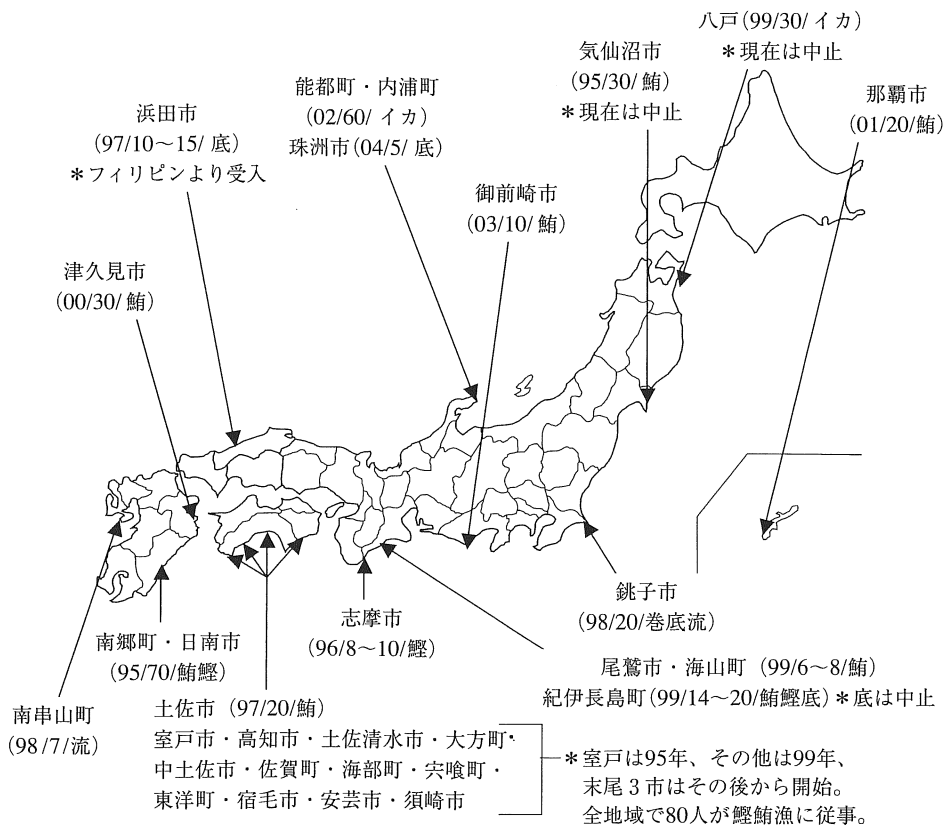 八戸(99/30/イカ)
＊現在は中止
気仙沼市
(95/30/鮪)
＊現在は中止
那覇市
(01/20/鮪)
能都町・内浦町
(02/60/イカ)
珠洲市(04/5/底)
浜田市
(97/10～15/底)
＊フィリピンより受入
御前崎市
(03/10/鮪)
津久見市
(00/30/鮪)
銚子市
(98/20/巻底流)
志摩市
(96/8～10/鰹)
南郷町・日南市
(95/70/鮪鰹)
尾鷲市・海山町 (99/6～8/鮪)
紀伊長島町(99/14～20/鮪鰹底)＊底は中止
南串山町
(98/7/流)
土佐市 (97/20/鮪)
室戸市・高知市・土佐清水市・大方町・
中土佐市・佐賀町・海部町・宍喰町・
東洋町・宿毛市・安芸市・須崎市
＊室戸は95年、その他は99年、
末尾3市はその後から開始。
全地域で80人が鰹鮪漁に従事。